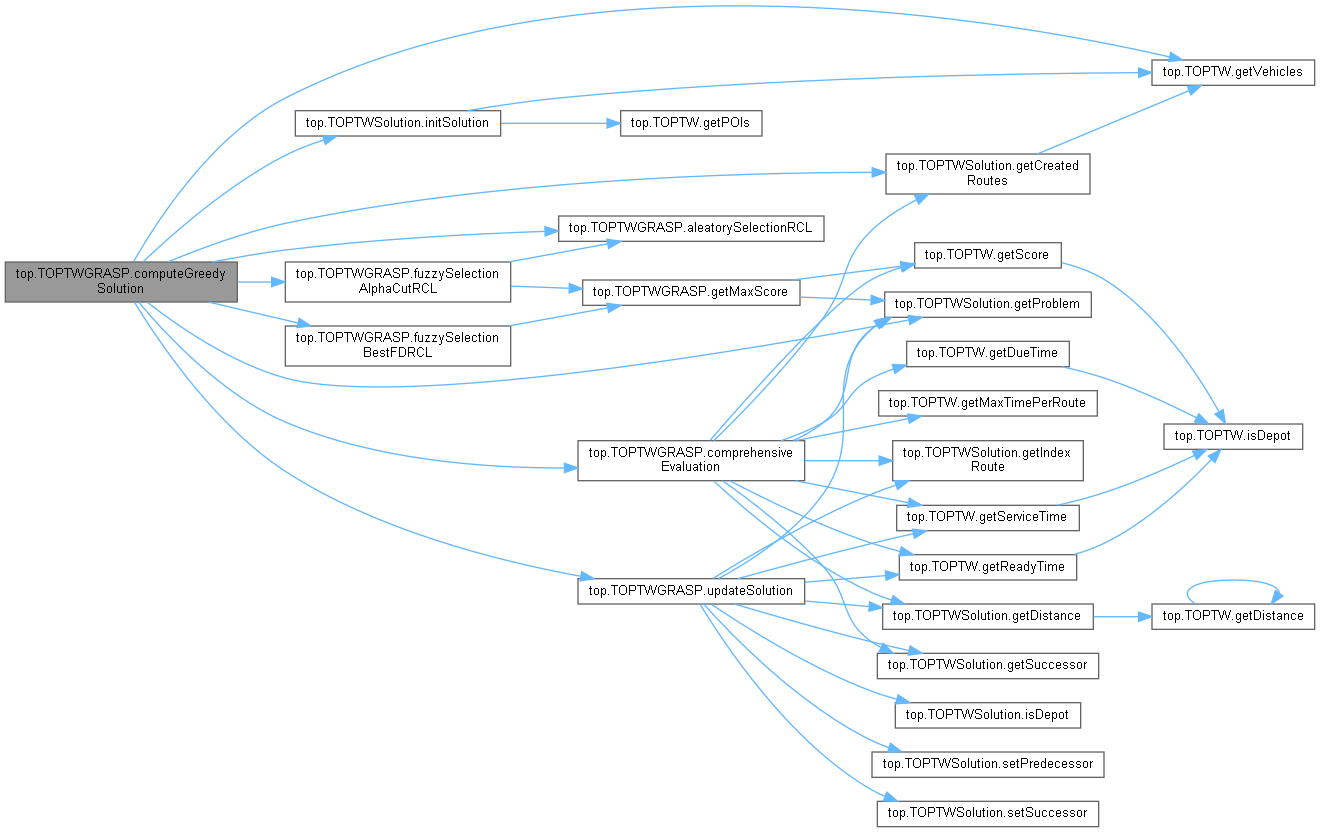 top.TOPTWGRASP.computeGreedy
Solution
top.TOPTWSolution.initSolution
top.TOPTWGRASP.fuzzySelection
AlphaCutRCL
top.TOPTWGRASP.fuzzySelection
BestFDRCL
top.TOPTW.getPOIs
top.TOPTWGRASP.aleatorySelectionRCL
top.TOPTWGRASP.getMaxScore
top.TOPTWGRASP.comprehensive
Evaluation
top.TOPTWGRASP.updateSolution
top.TOPTWSolution.getCreated
Routes
top.TOPTW.getScore
top.TOPTWSolution.getProblem
top.TOPTW.getDueTime
top.TOPTW.getMaxTimePerRoute
top.TOPTWSolution.getIndex
Route
top.TOPTW.getServiceTime
top.TOPTW.getReadyTime
top.TOPTWSolution.getDistance
top.TOPTWSolution.getSuccessor
top.TOPTWSolution.isDepot
top.TOPTWSolution.setPredecessor
top.TOPTWSolution.setSuccessor
top.TOPTW.getVehicles
top.TOPTW.isDepot
top.TOPTW.getDistance